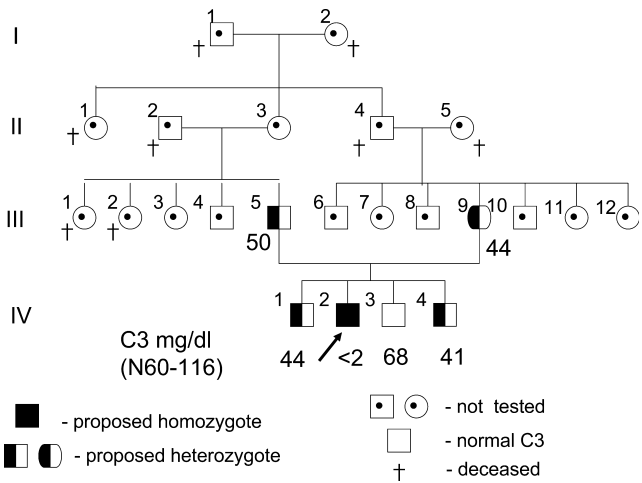 1 2
I
1 2 3 4 5
II
† † † †
1 2 3 4 5 6 7 8 9 10 11 12
III
† †
50 44
1 2 3 4
IV
C3 mg/dl
(N60-116)
44 <2 68 41
- proposed homozygote
- proposed heterozygote
- not tested
- normal C3
† - deceased